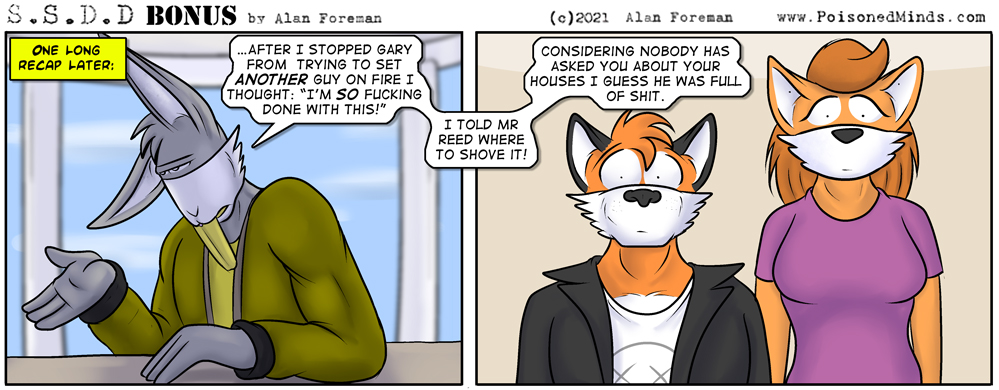 S.S.D.D BONUS by Alan Foreman (c)2021 Alan Foreman www.PoisonedMinds.com
ONE LONG
RECAP LATER:
...AFTER I STOPPED GARY
FROM TRYING TO SET
ANOTHER GUY ON FIRE I
THOUGHT: "I'M SO FUCKING
DONE WITH THIS!"
I TOLD MR
REED WHERE
TO SHOVE IT!
CONSIDERING NOBODY HAS
ASKED YOU ABOUT YOUR
HOUSES I GUESS HE WAS FULL
OF SHIT.